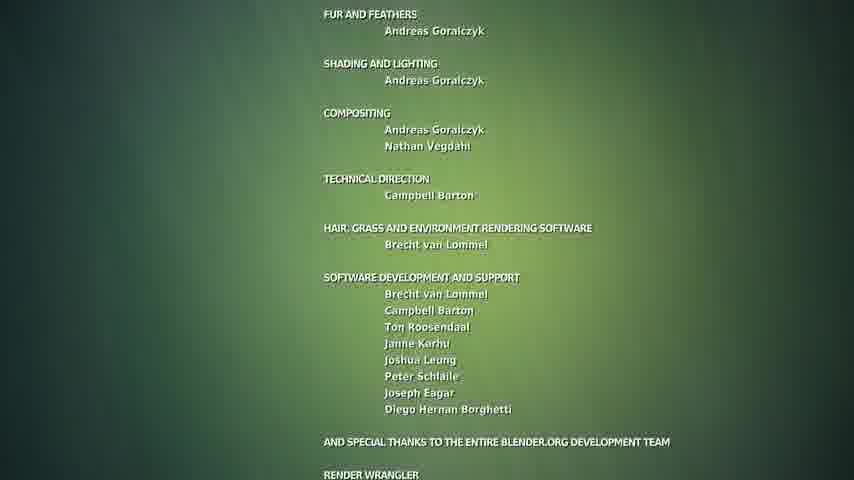 FUR AND FEATHERS
Andreas Goralczyk
SHADING AND LIGHTING
Andreas Goralczyk
COMPOSITING
Andreas Goralczyk
Nathan Vegdahl
TECHNICAL DIRECTION
Campbell Barton
HAIR, GRASS AND ENVIRONMENT RENDERING SOFTWARE
Brecht van Lommel
SOFTWARE DEVELOPMENT AND SUPPORT
Brecht van Lommel
Campbell Barton
Ton Roosendaal
Janne Karhu
Joshua Leung
Peter Schlaile
Joseph Eagar
Diego Hernan Borghetti
AND SPECIAL THANKS TO THE ENTIRE BLENDER.ORG DEVELOPMENT TEAM
RENDER WRANGLER